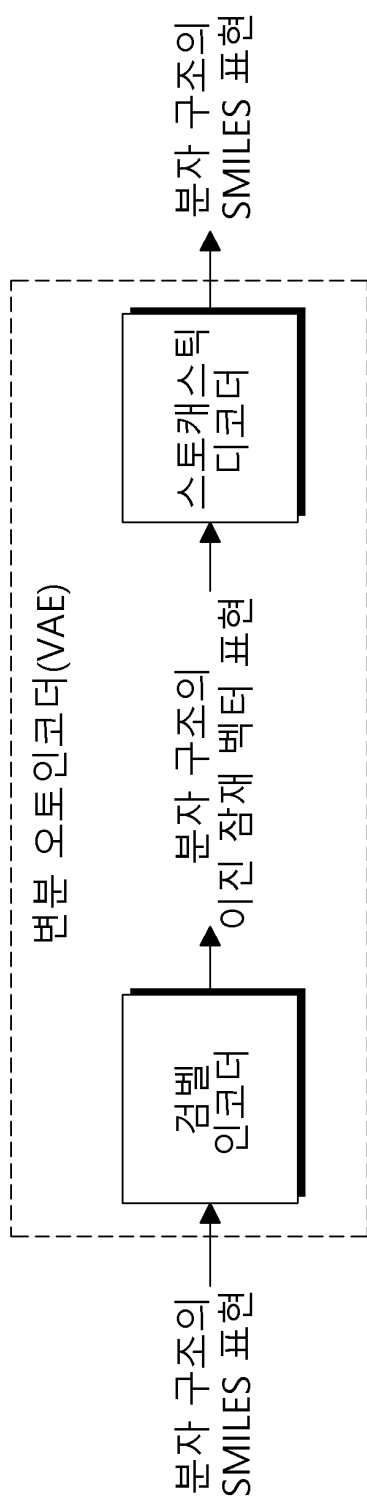 변분 오토인코더(VAE)
분자 구조의
SMILES 표현
검벨
인코더
분자 구조의
이진 잠재 벡터 표현
스토캐스틱
디코더
분자 구조의
SMILES 표현